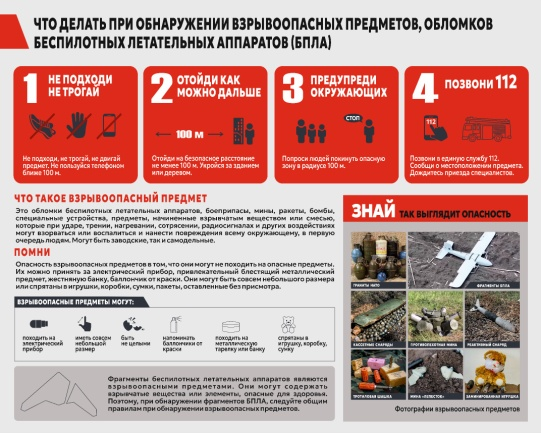 ЧТО ДЕЛАТЬ ПРИ ОБНАРУЖЕНИИ ВЗРЫВООПАСНЫХ ПРЕДМЕТОВ, ОБЛОМКОВ
БЕСПИЛОТНЫХ ЛЕТАТЕЛЬНЫХ АППАРАТОВ (БПЛА)
1 НЕ ПОДХОДИ
НЕ ТРОГАЙ
Не подходи, не трогай, не двигай
предмет. Не пользуйся телефоном
ближе 100 м.
2 ОТОЙДИ КАК
МОЖНО ДАЛЬШЕ
100 м
Отойди на безопасное расстояние
не менее 100 м. Укройся за зданием
или деревом.
3 ПРЕДУПРЕДИ
ОКРУЖАЮЩИХ
СТОП
Попроси людей покинуть опасную
зону в радиусе 100 м.
4 ПОЗВОНИ 112
112
Позвони в единую службу 112.
Сообщи о местоположении предмета.
Дождитесь приезда специалистов.
ЧТО ТАКОЕ ВЗРЫВООПАСНЫЙ ПРЕДМЕТ
Это обломки беспилотных летательных аппаратов, боеприпасы, мины, ракеты, бомбы,
специальные устройства, предметы, начиненные взрывчатым веществом или смесью,
которые при ударе, трении, нагревании, сотрясении, радиосигналах и других воздействиях
могут взорваться или воспалиться и нанести повреждения всему окружающему, в первую
очередь людям. Могут быть заводские, так и самодельные.
ПОМНИ
Опасность взрывоопасных предметов в том, что они могут не походить на опасные предметы.
Их можно принять за электрический прибор, привлекательный блестящий металлический
предмет, жестяную банку, баллончик от краски. Они могут быть совсем небольшого размера
или спрятаны в игрушки, коробки, сумки, пакеты, оставленные без присмотра.
ВЗРЫВООПАСНЫЕ ПРЕДМЕТЫ МОГУТ:
походить на
электрический
прибор
иметь совсем
небольшой
размер
быть
не целыми
напоминать
баллончики от
краски
походить на
металлическую
тарелку или банку
спрятаны в
игрушки, коробку,
сумку
Фрагменты беспилотных летательных аппаратов являются
взрывоопасными предметами. Они могут содержать
взрывчатые вещества или элементы, опасные для здоровья.
Поэтому, при обнаружении фрагментов БПЛА, следуйте общим
правилам при обнаружении взрывоопасных предметов.
ЗНАЙ ТАК ВЫГЛЯДИТ ОПАСНОСТЬ
ГРАНАТЫ НАТО
ФРАГМЕНТЫ БПЛА
КАССЕТНЫЕ СНАРЯДЫ
ПРОТИВОПЕХОТНАЯ МИНА
РЕАКТИВНЫЙ СНАРЯД
ТРОТИЛОВАЯ ШАШКА
МИНА «ЛЕПЕСТОК»
ЗАМИНИРОВАННАЯ ИГРУШКА
Фотографии взрывоопасных предметов